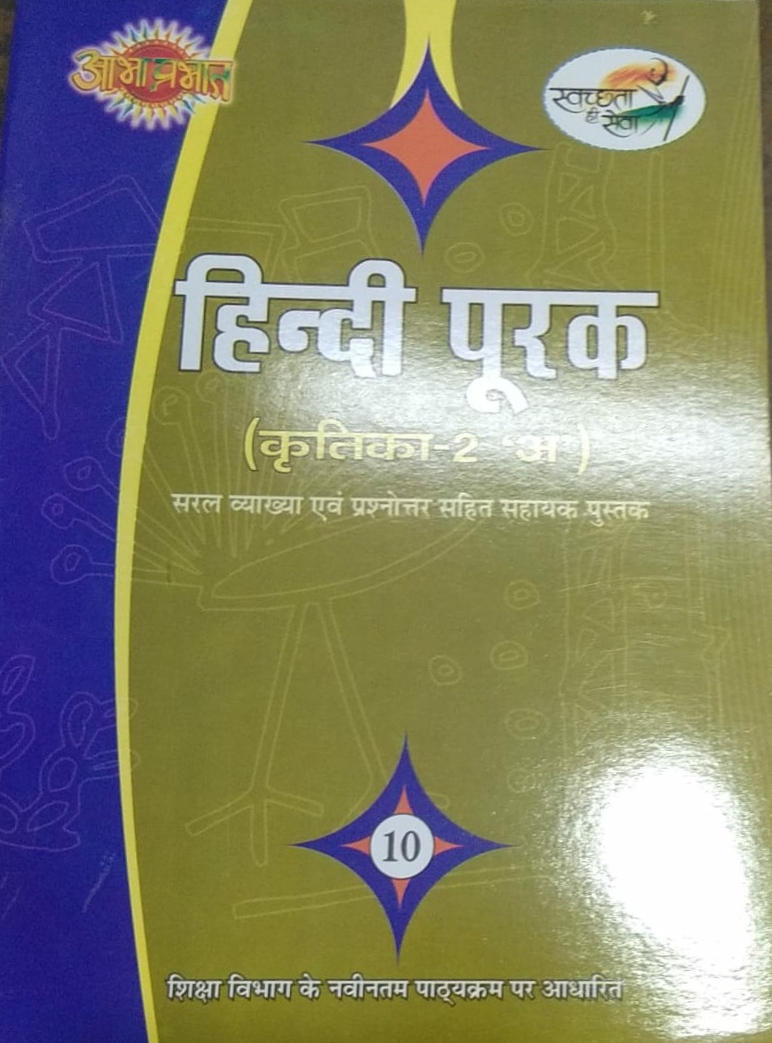 आभा प्रभात
स्वच्छता
ही
सेवा
हिन्दी पूरक
(कृतिका-2 'अ')
सरल व्याख्या एवं प्रश्नोत्तर सहित सहायक पुस्तक
10
शिक्षा विभाग के नवीनतम पाठ्यक्रम पर आधारित